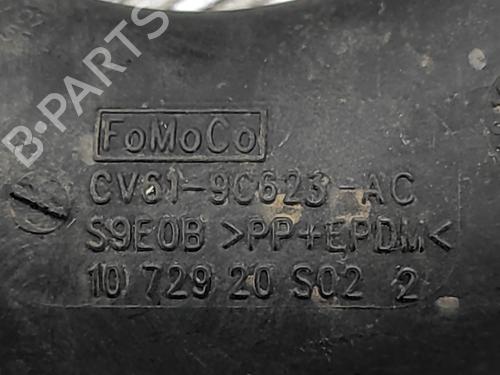 B-PARTS
FoMoCo
CV61-9C623-AC
S9E0B >PP+EPDM<
10 729 20 S02 2